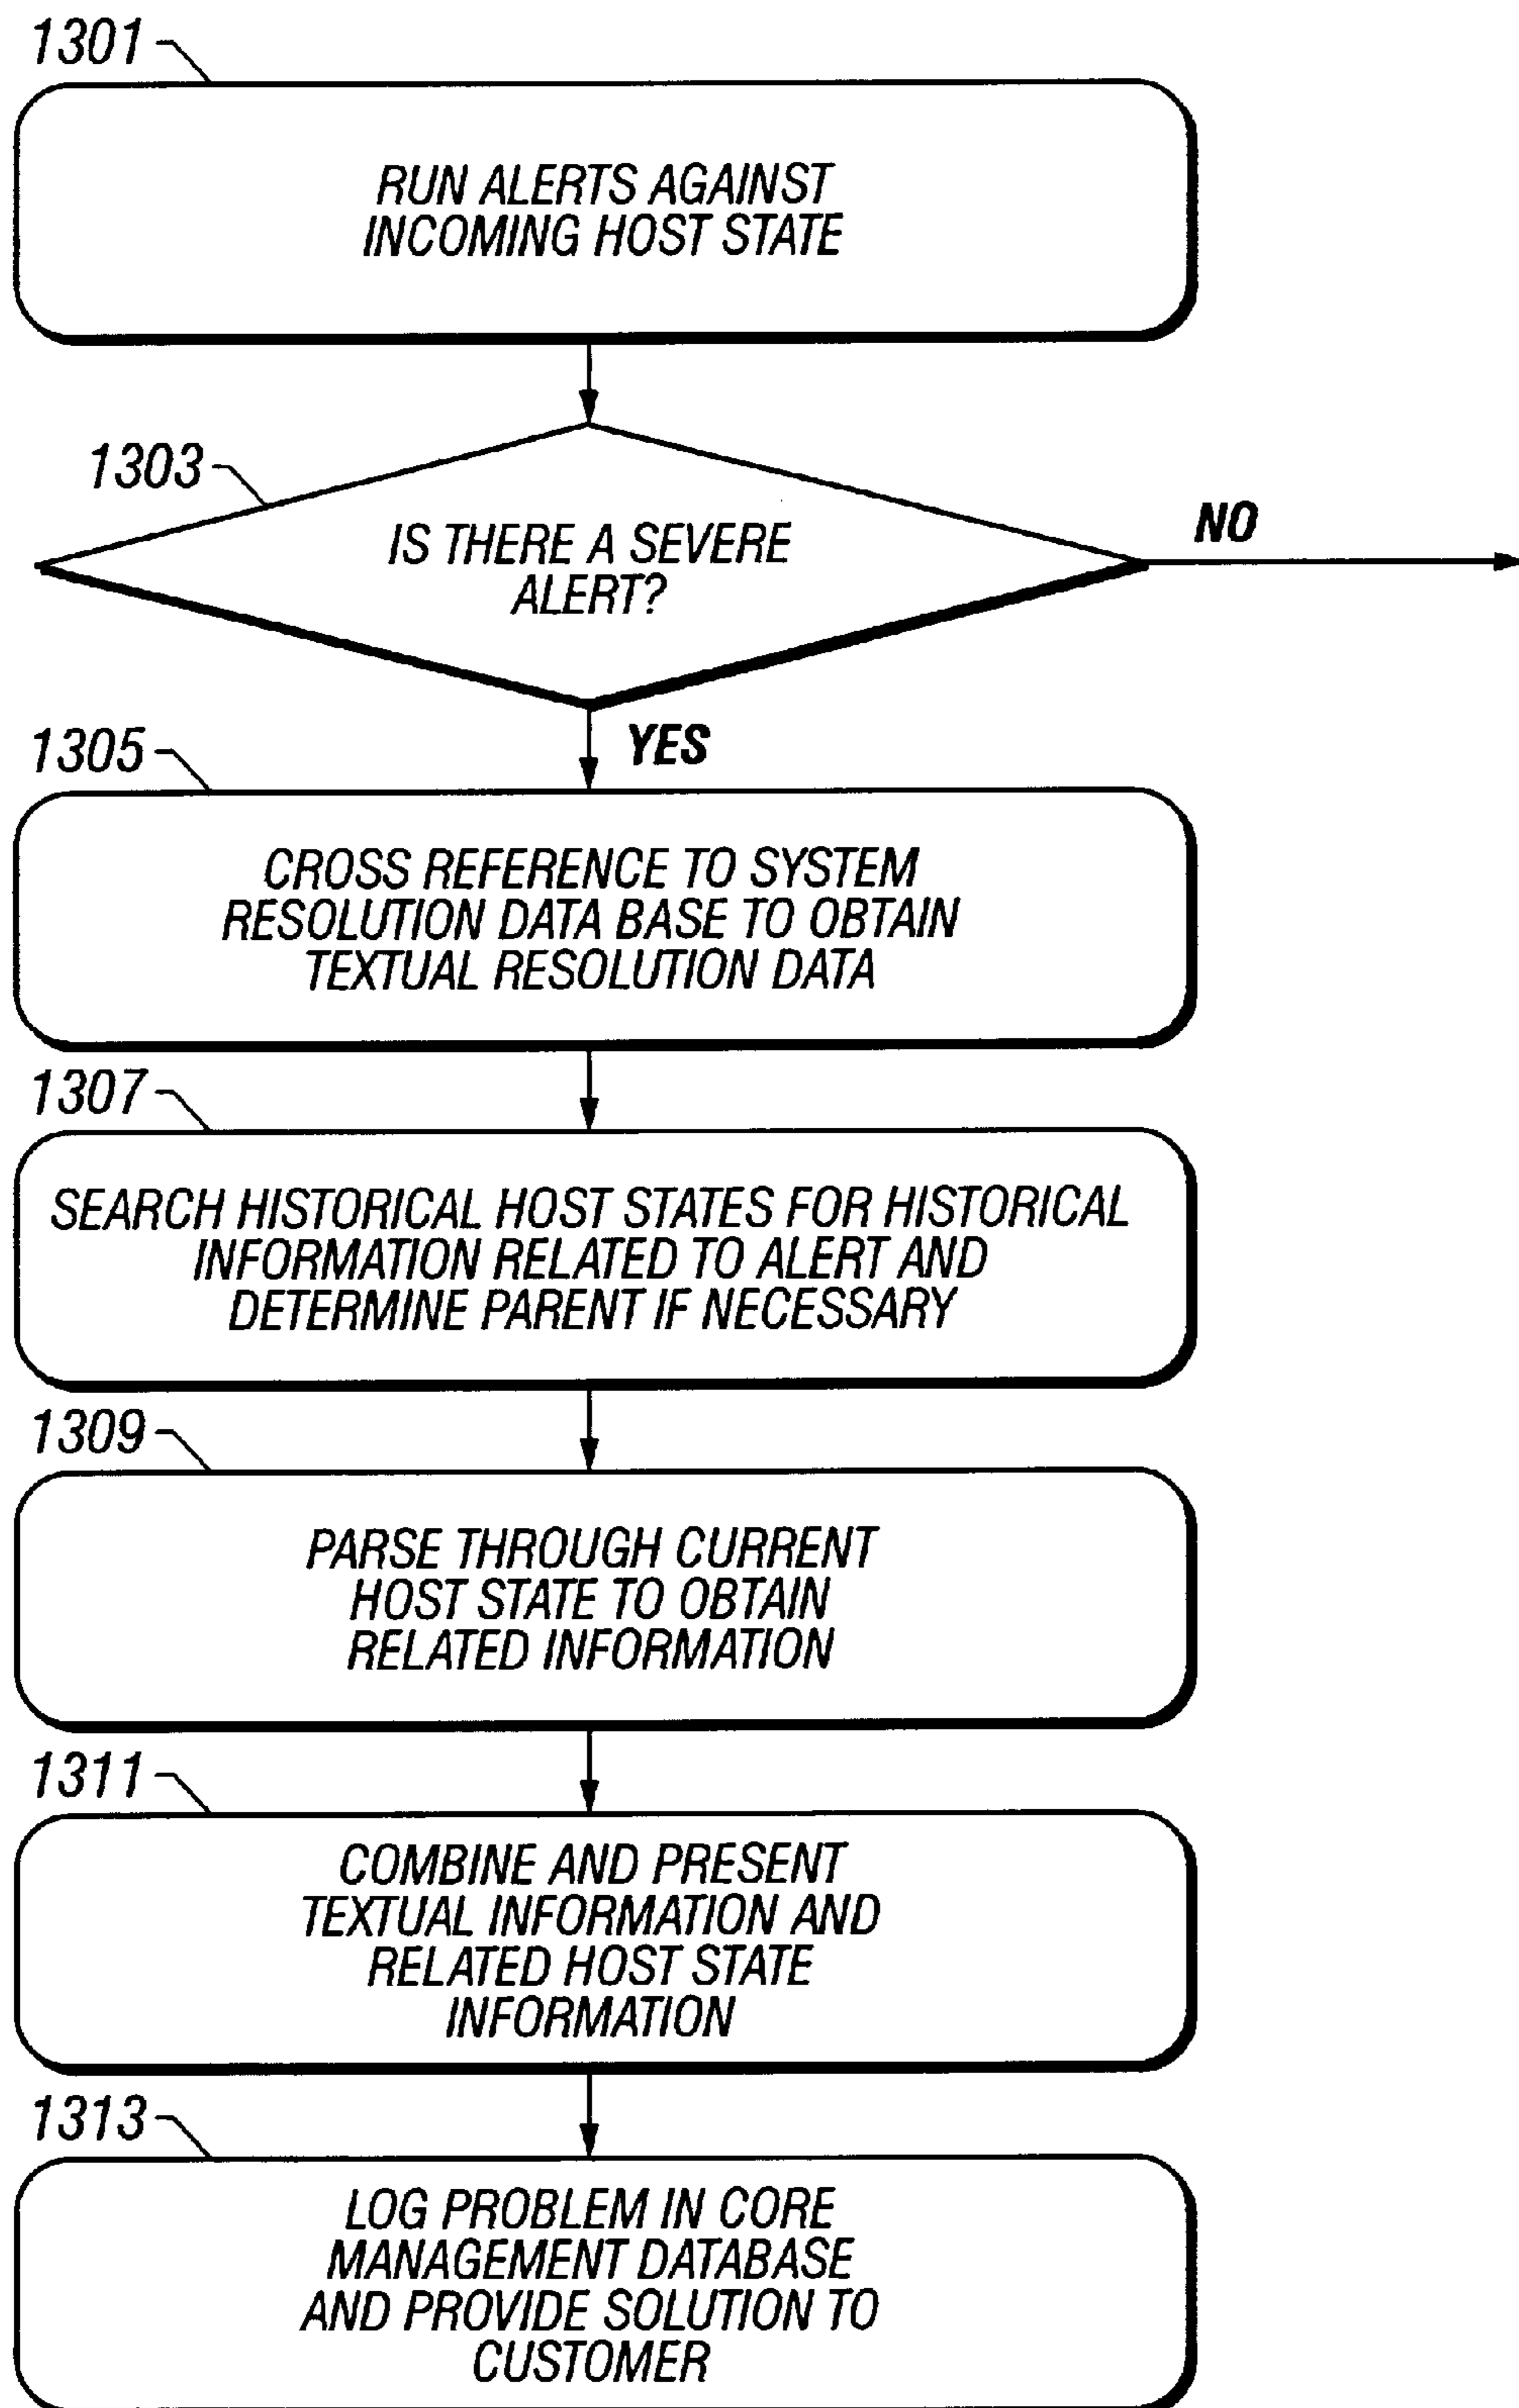 1301
RUN ALERTS AGAINST
INCOMING HOST STATE
1303
IS THERE A SEVERE
ALERT?
NO
YES
1305
CROSS REFERENCE TO SYSTEM
RESOLUTION DATA BASE TO OBTAIN
TEXTUAL RESOLUTION DATA
1307
SEARCH HISTORICAL HOST STATES FOR HISTORICAL
INFORMATION RELATED TO ALERT AND
DETERMINE PARENT IF NECESSARY
1309
PARSE THROUGH CURRENT
HOST STATE TO OBTAIN
RELATED INFORMATION
1311
COMBINE AND PRESENT
TEXTUAL INFORMATION AND
RELATED HOST STATE
INFORMATION
1313
LOG PROBLEM IN CORE
MANAGEMENT DATABASE
AND PROVIDE SOLUTION TO
CUSTOMER